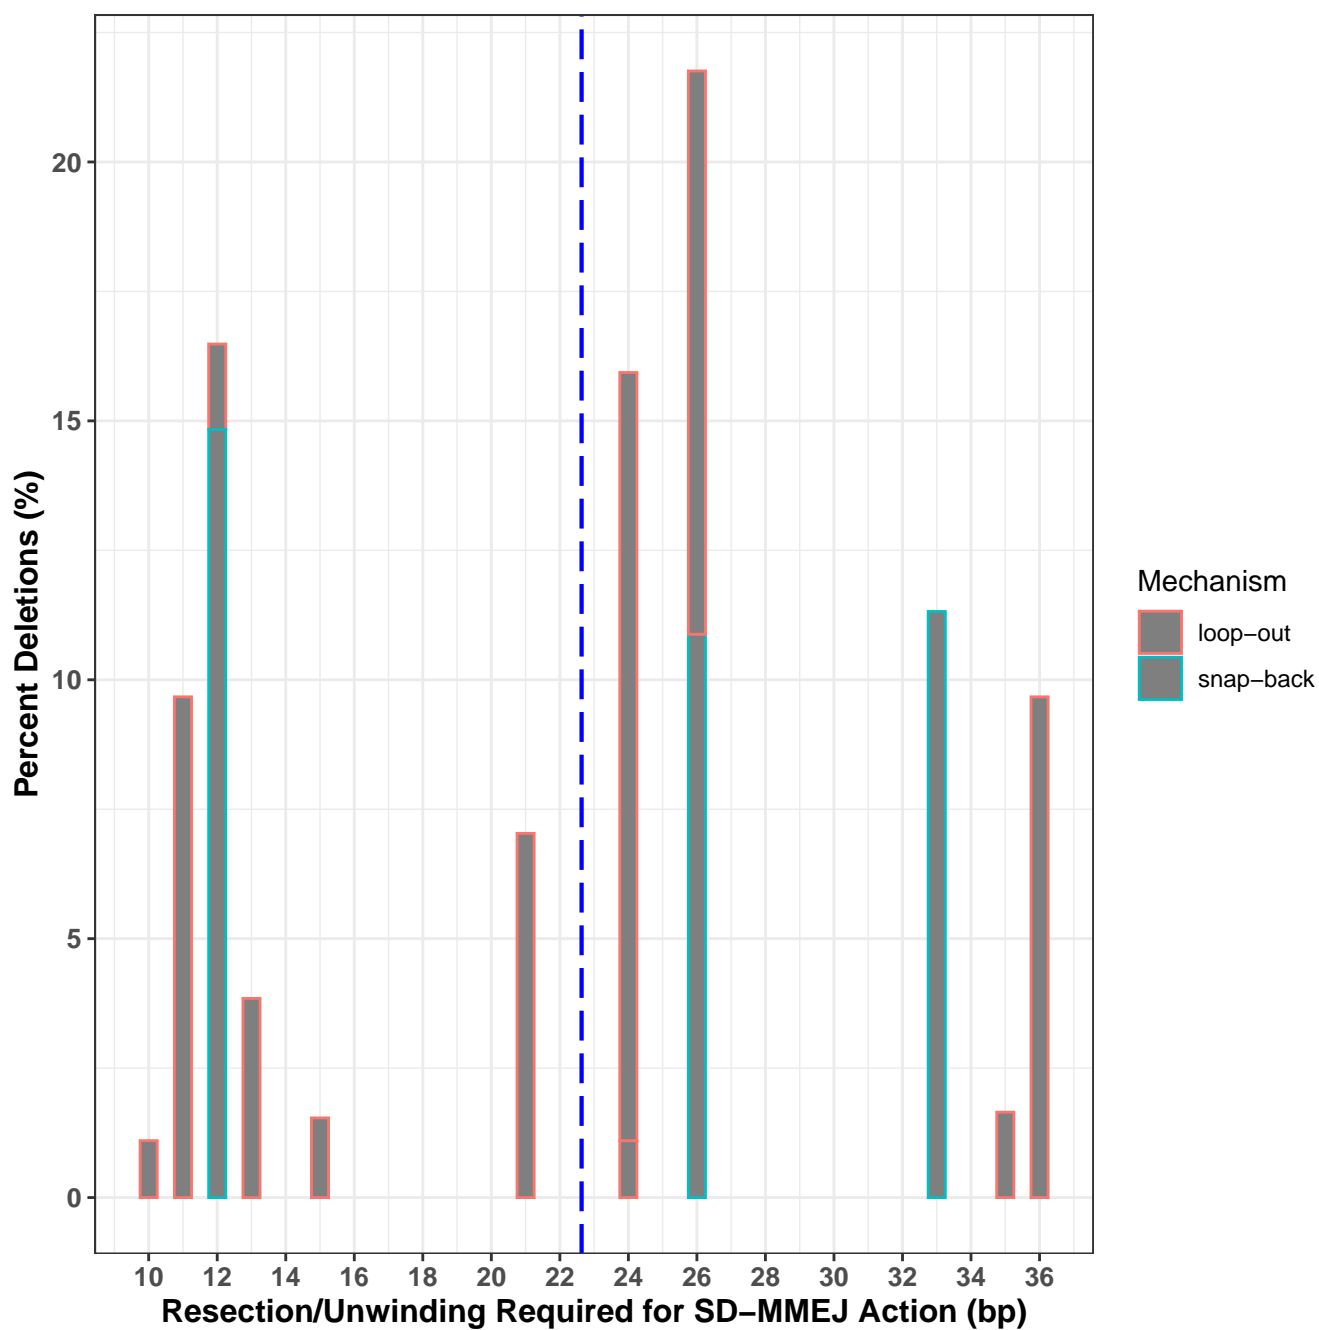 Percent Deletions (%)
20
15
10
5
0
10 12 14 16 18 20 22 24 26 28 30 32 34 36
Resection/Unwinding Required for SD−MMEJ Action (bp)
Mechanism
loop−out
snap−back